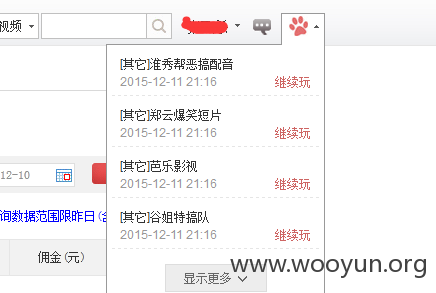 视频
[其它]淮秀帮恶搞配音
2015-12-11 21:16 继续玩
[其它]郑云爆笑短片
2015-12-11 21:16 继续玩
[其它]芭乐影视
2015-12-11 21:16 继续玩
[其它]谷姐特搞队
2015-12-11 21:16 继续玩
显示更多
12-10
询数据范围限昨日(含
佣金(元)
www.wooyun.org